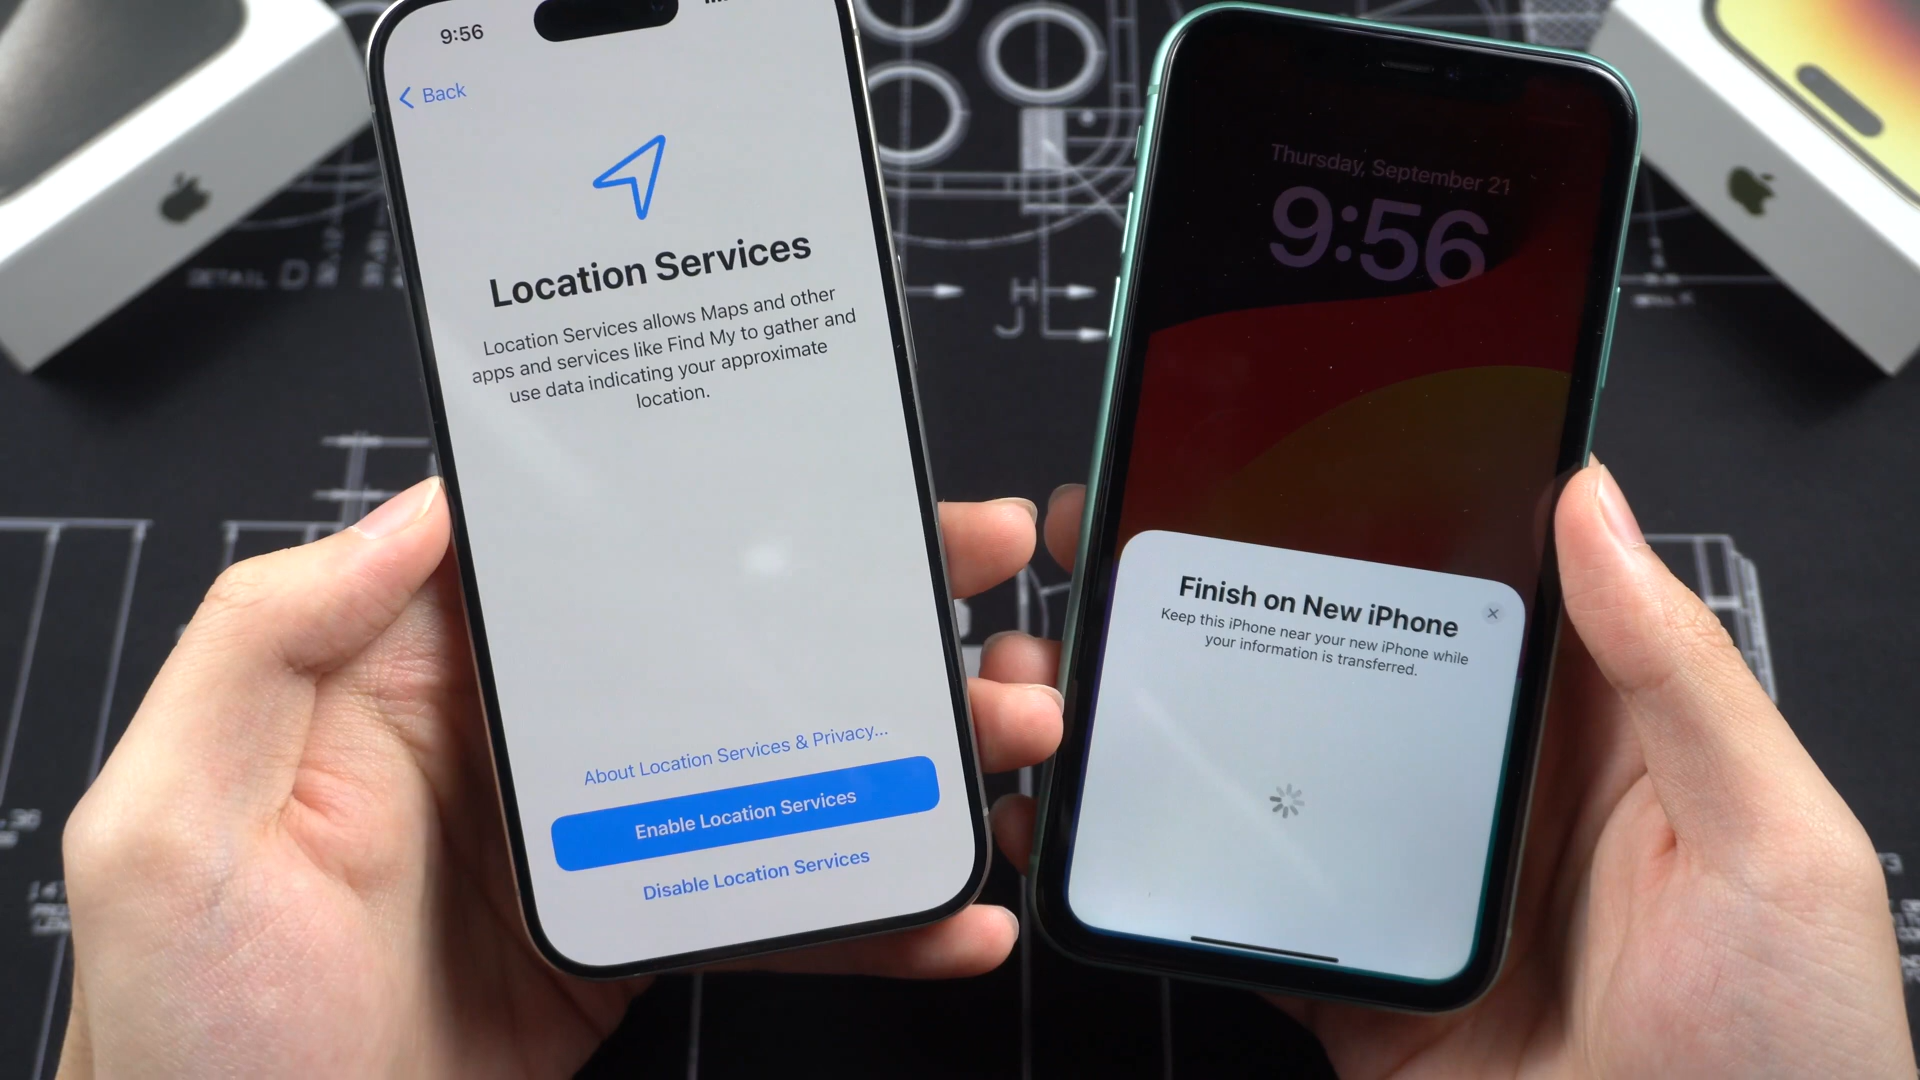 9:56
Back
Location Services
Location Services allows Maps and other
apps and services like Find My to gather and
use data indicating your approximate
location.
About Location Services & Privacy...
Enable Location Services
Disable Location Services
Thursday, September 21
9:56
Finish on New iPhone
Keep this iPhone near your new iPhone while
your information is transferred.
DETAIL D
H
J